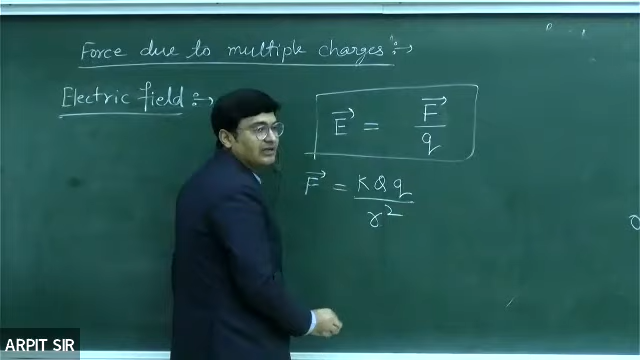 Force due to multiple charges :→
Electric field :→
E⃗ = F⃗/q
F⃗ = KQq/r²
ARPIT SIR